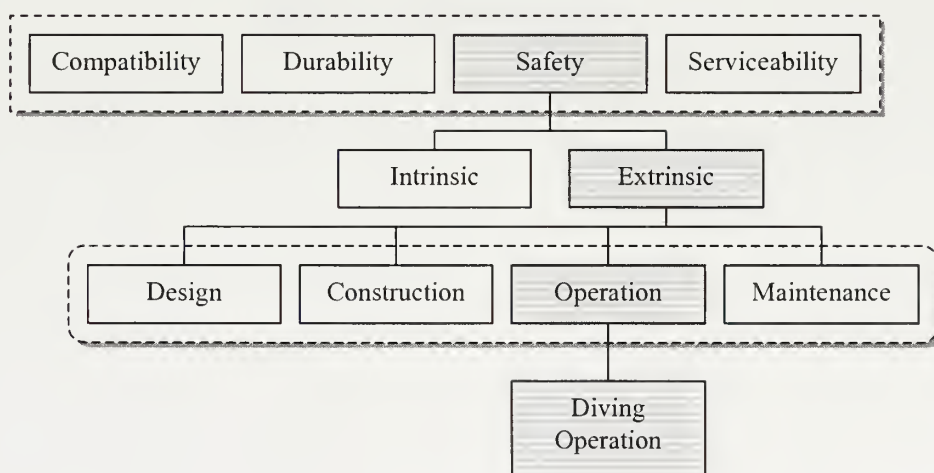 Compatibility Durability Safety Serviceability
Intrinsic Extrinsic
Design Construction Operation Maintenance
Diving
Operation